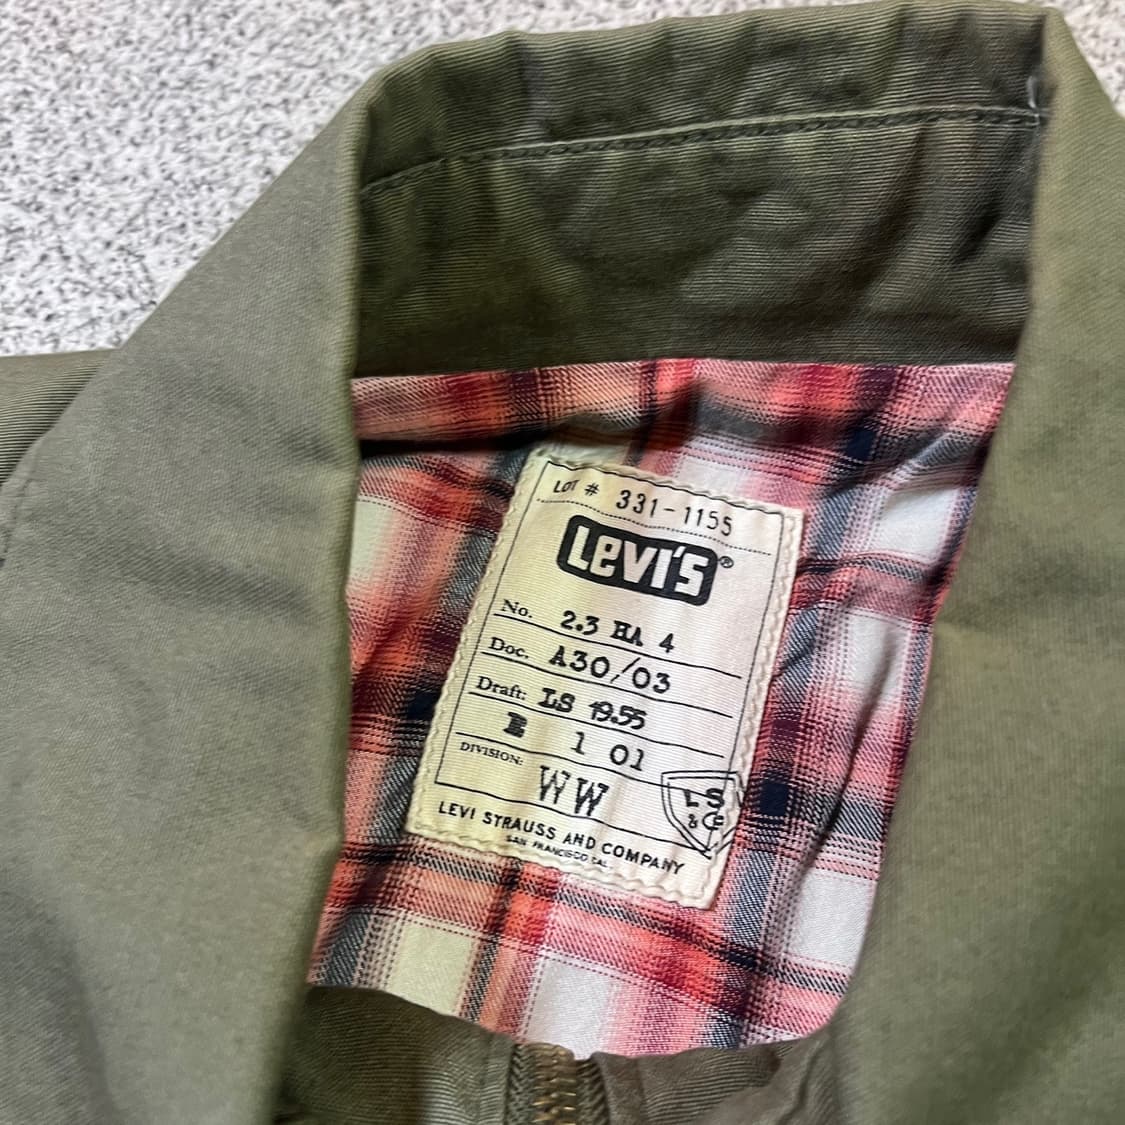 LOT # 331-1155
Levi's®
No. 2.3 HA 4
Doc. A30/03
Draft: LS 19.55
E 1 01
DIVISION: WW
LS
&C
LEVI STRAUSS AND COMPANY
SAN FRANCISCO CAL.